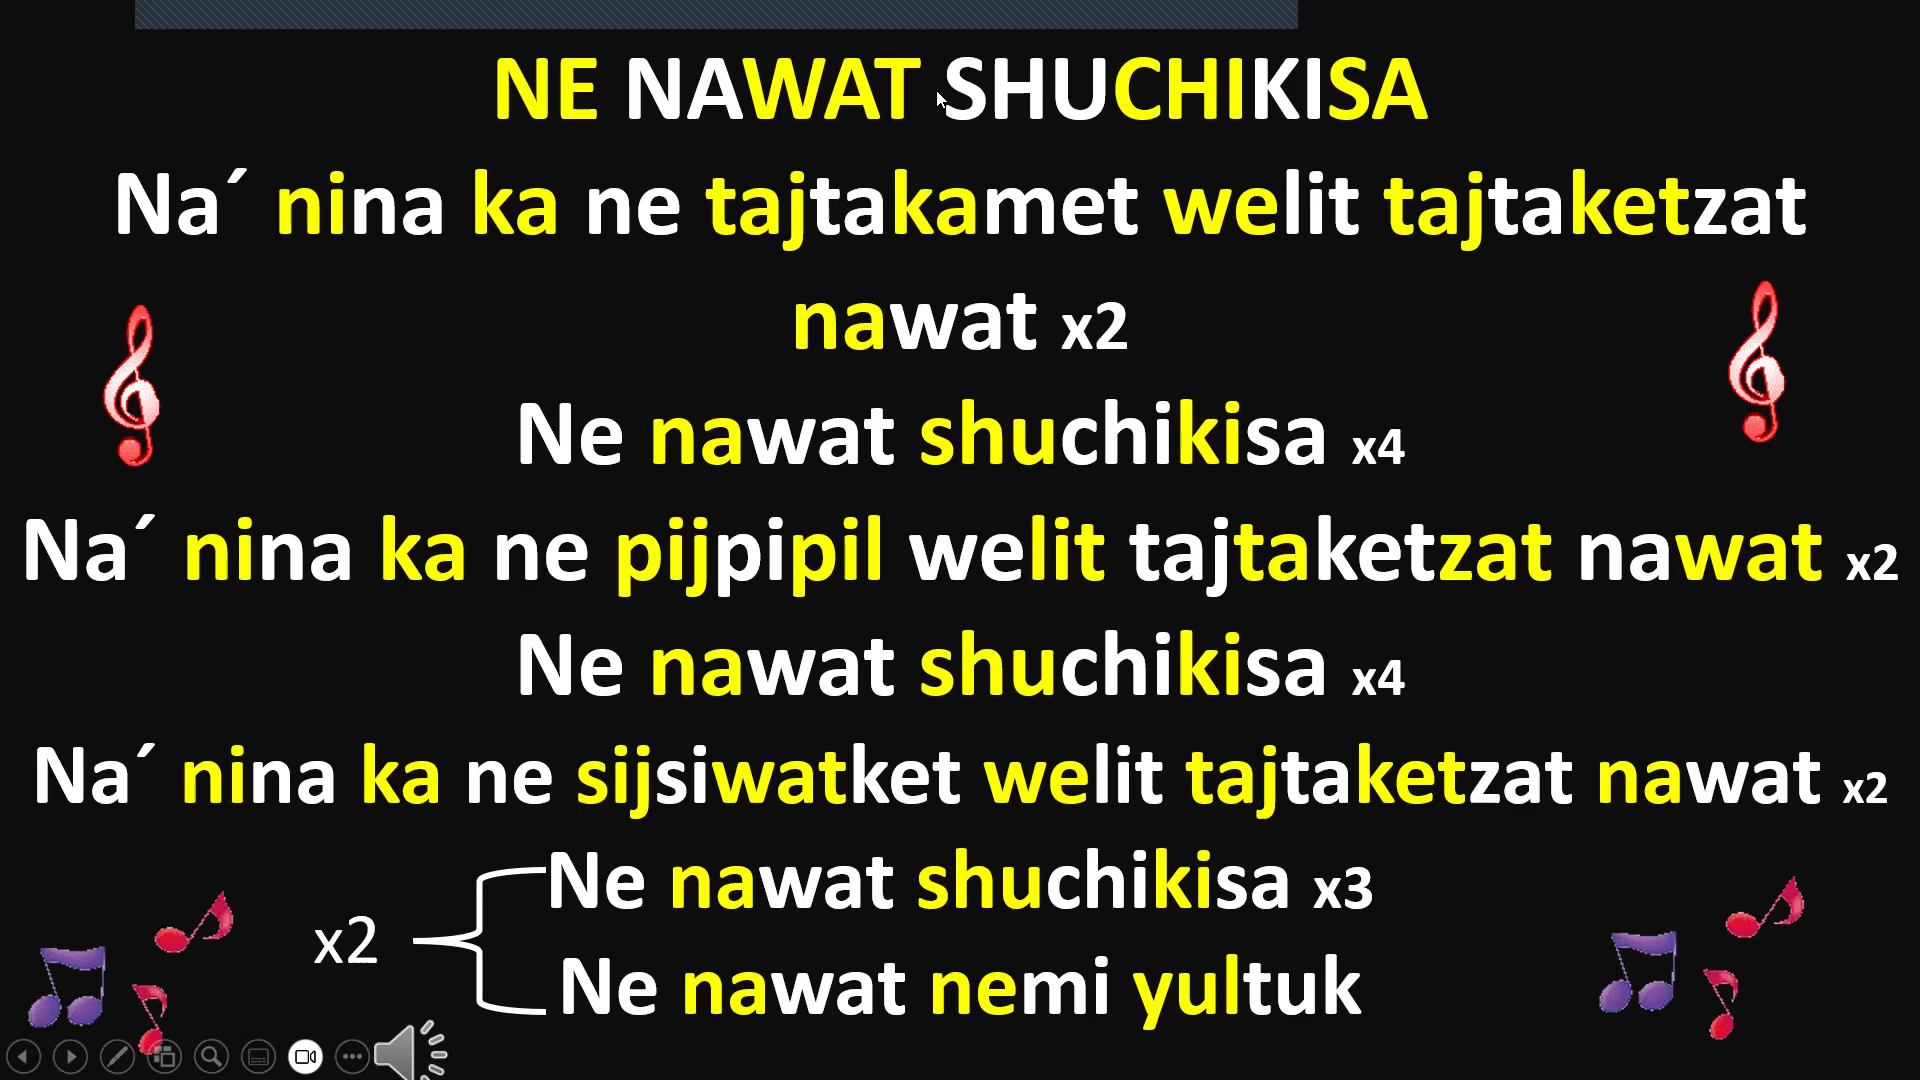 NE NAWAT SHUCHIKISA
Na´ nina ka ne tajtakamet welit tajtaketzat
nawat x2
Ne nawat shuchikisa x4
Na´ nina ka ne pijpipil welit tajtaketzat nawat x2
Ne nawat shuchikisa x4
Na´ nina ka ne sijsiwatket welit tajtaketzat nawat x2
Ne nawat shuchikisa x3
x2
Ne nawat nemi yultuk